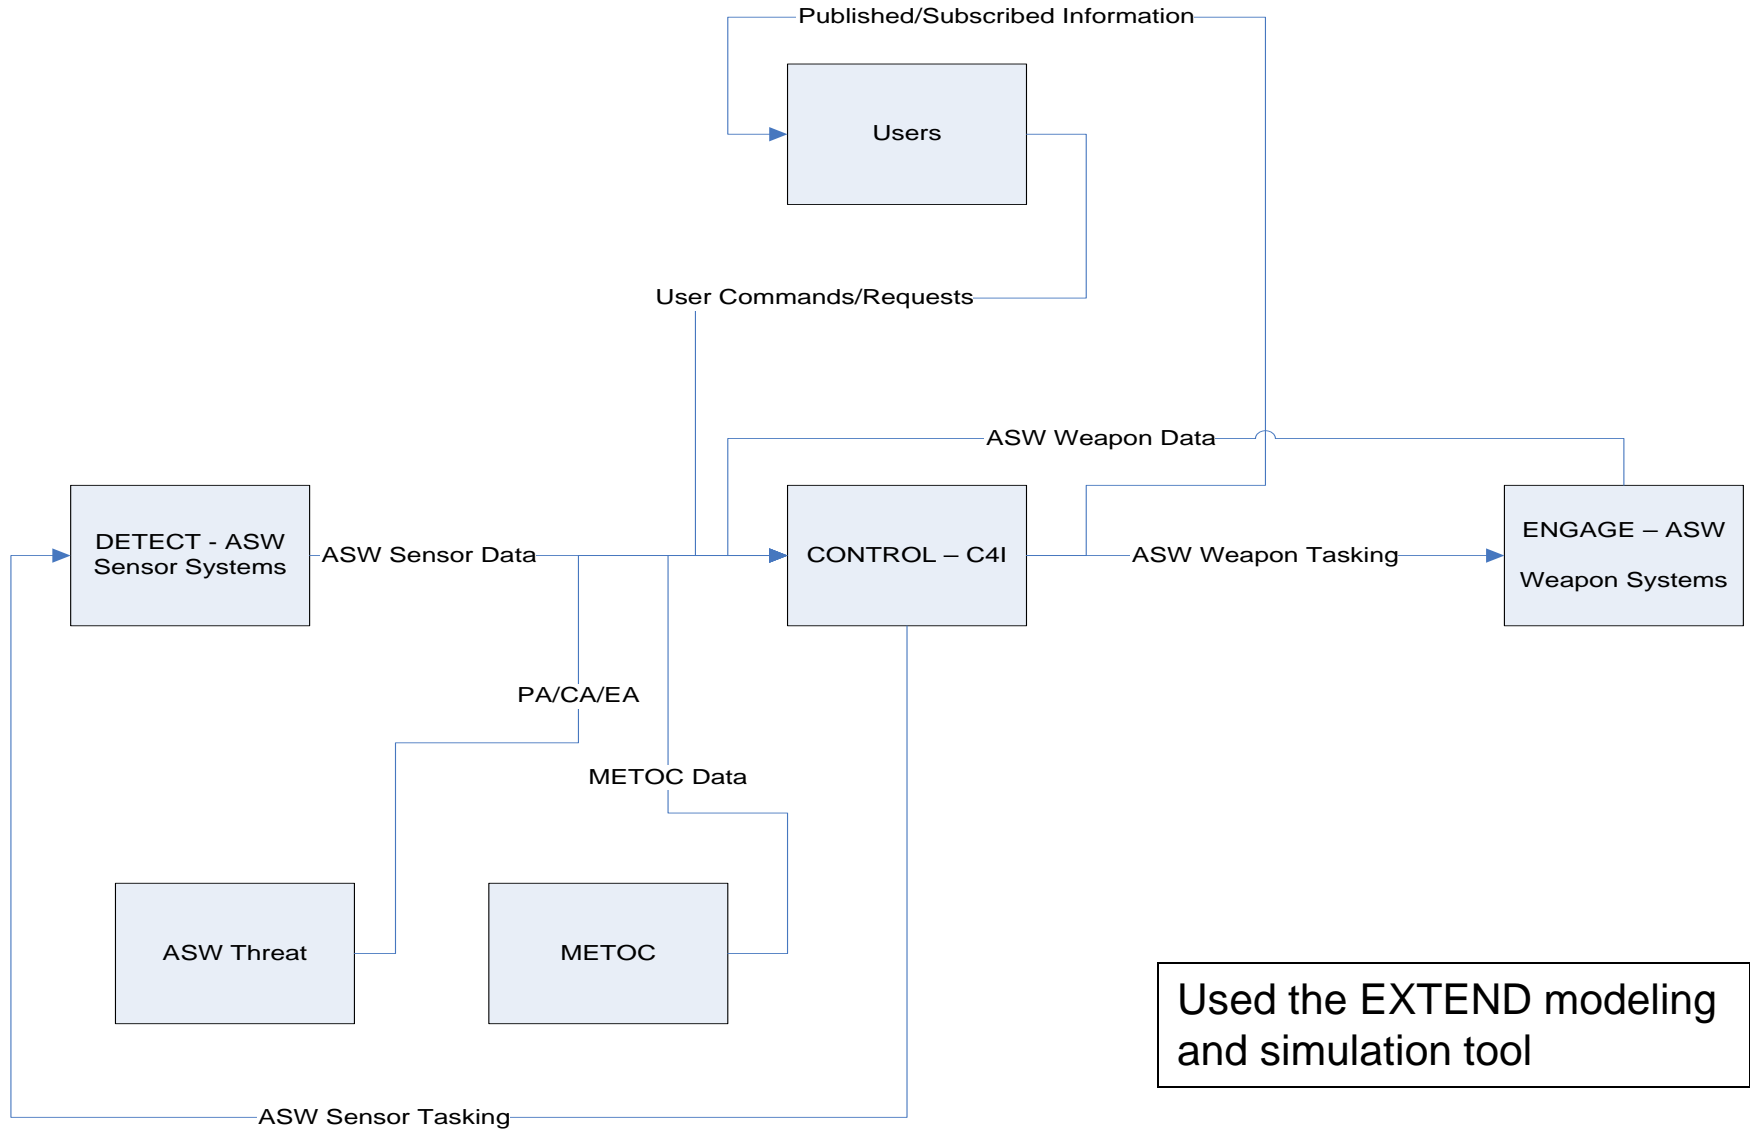 Published/Subscribed Information
Users
User Commands/Requests
ASW Weapon Data
DETECT - ASW
Sensor Systems
ASW Sensor Data
CONTROL – C4I
ASW Weapon Tasking
ENGAGE – ASW
Weapon Systems
PA/CA/EA
METOC Data
ASW Threat
METOC
Used the EXTEND modeling
and simulation tool
ASW Sensor Tasking